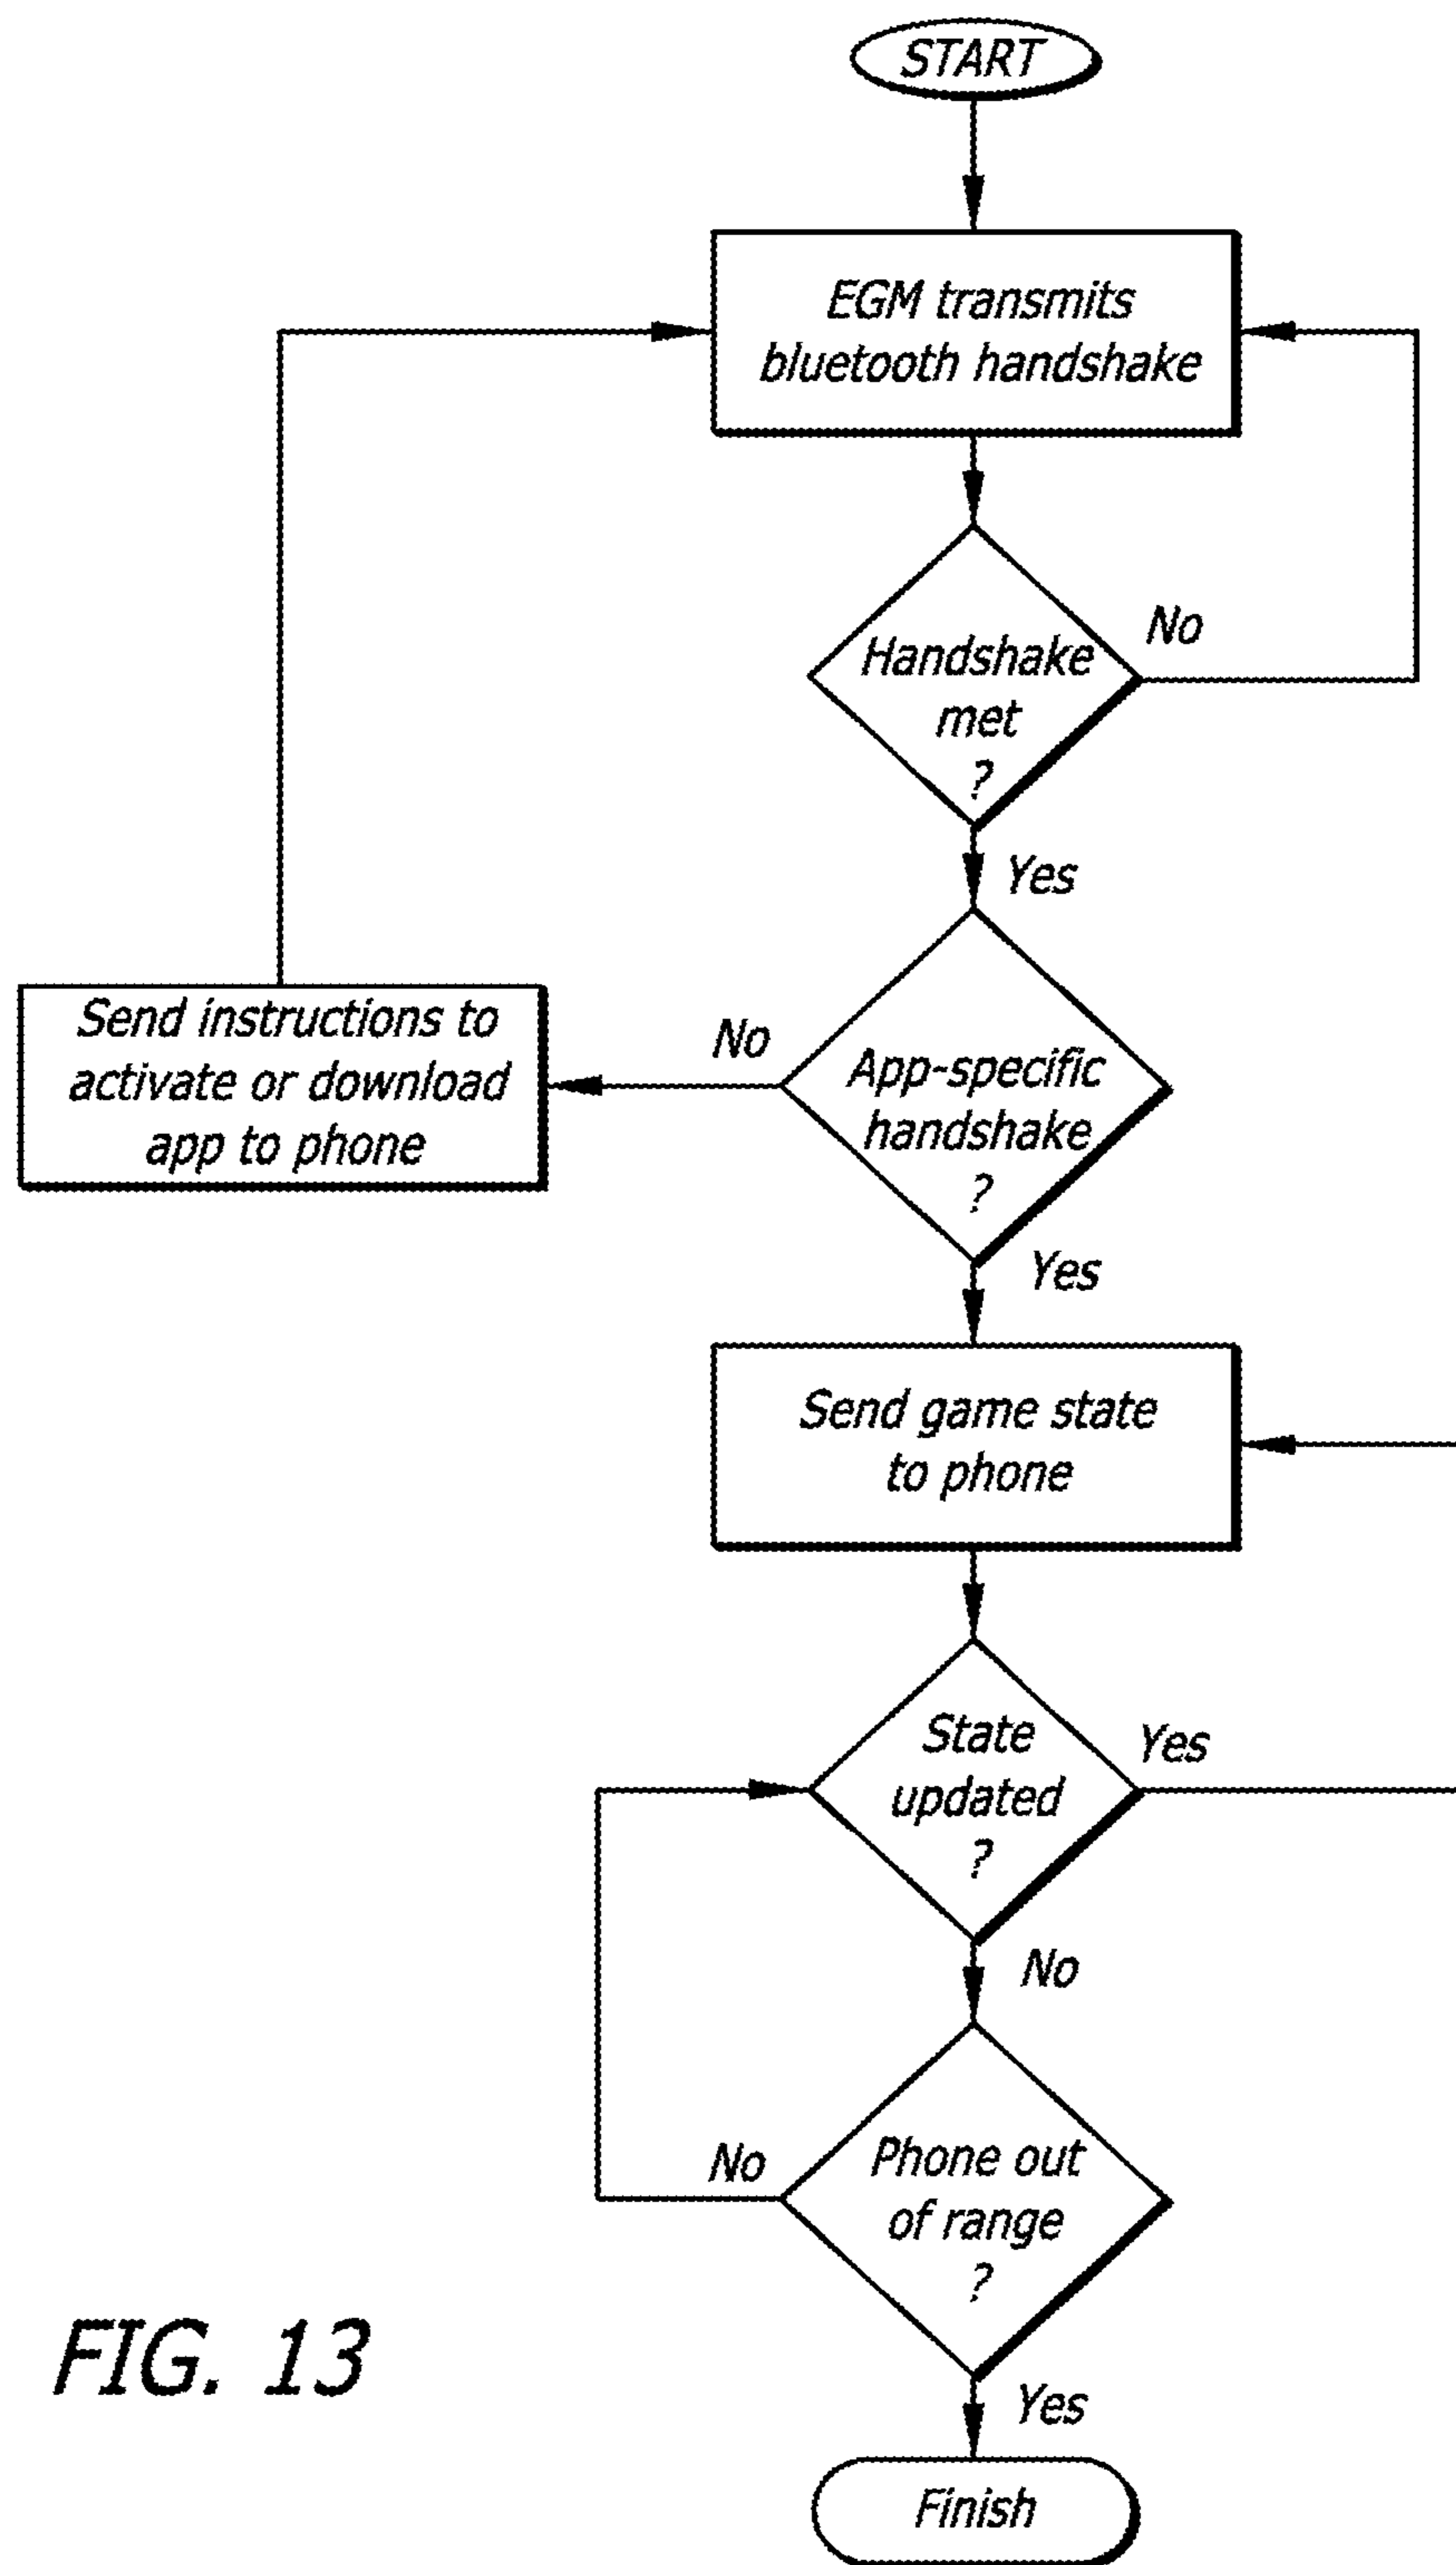 START
EGM transmits
bluetooth handshake
No
Handshake
met
?
Yes
Send instructions to
activate or download
app to phone
No
App-specific
handshake
?
Yes
Send game state
to phone
State
updated
?
Yes
No
No
Phone out
of range
?
Yes
Finish
FIG. 13